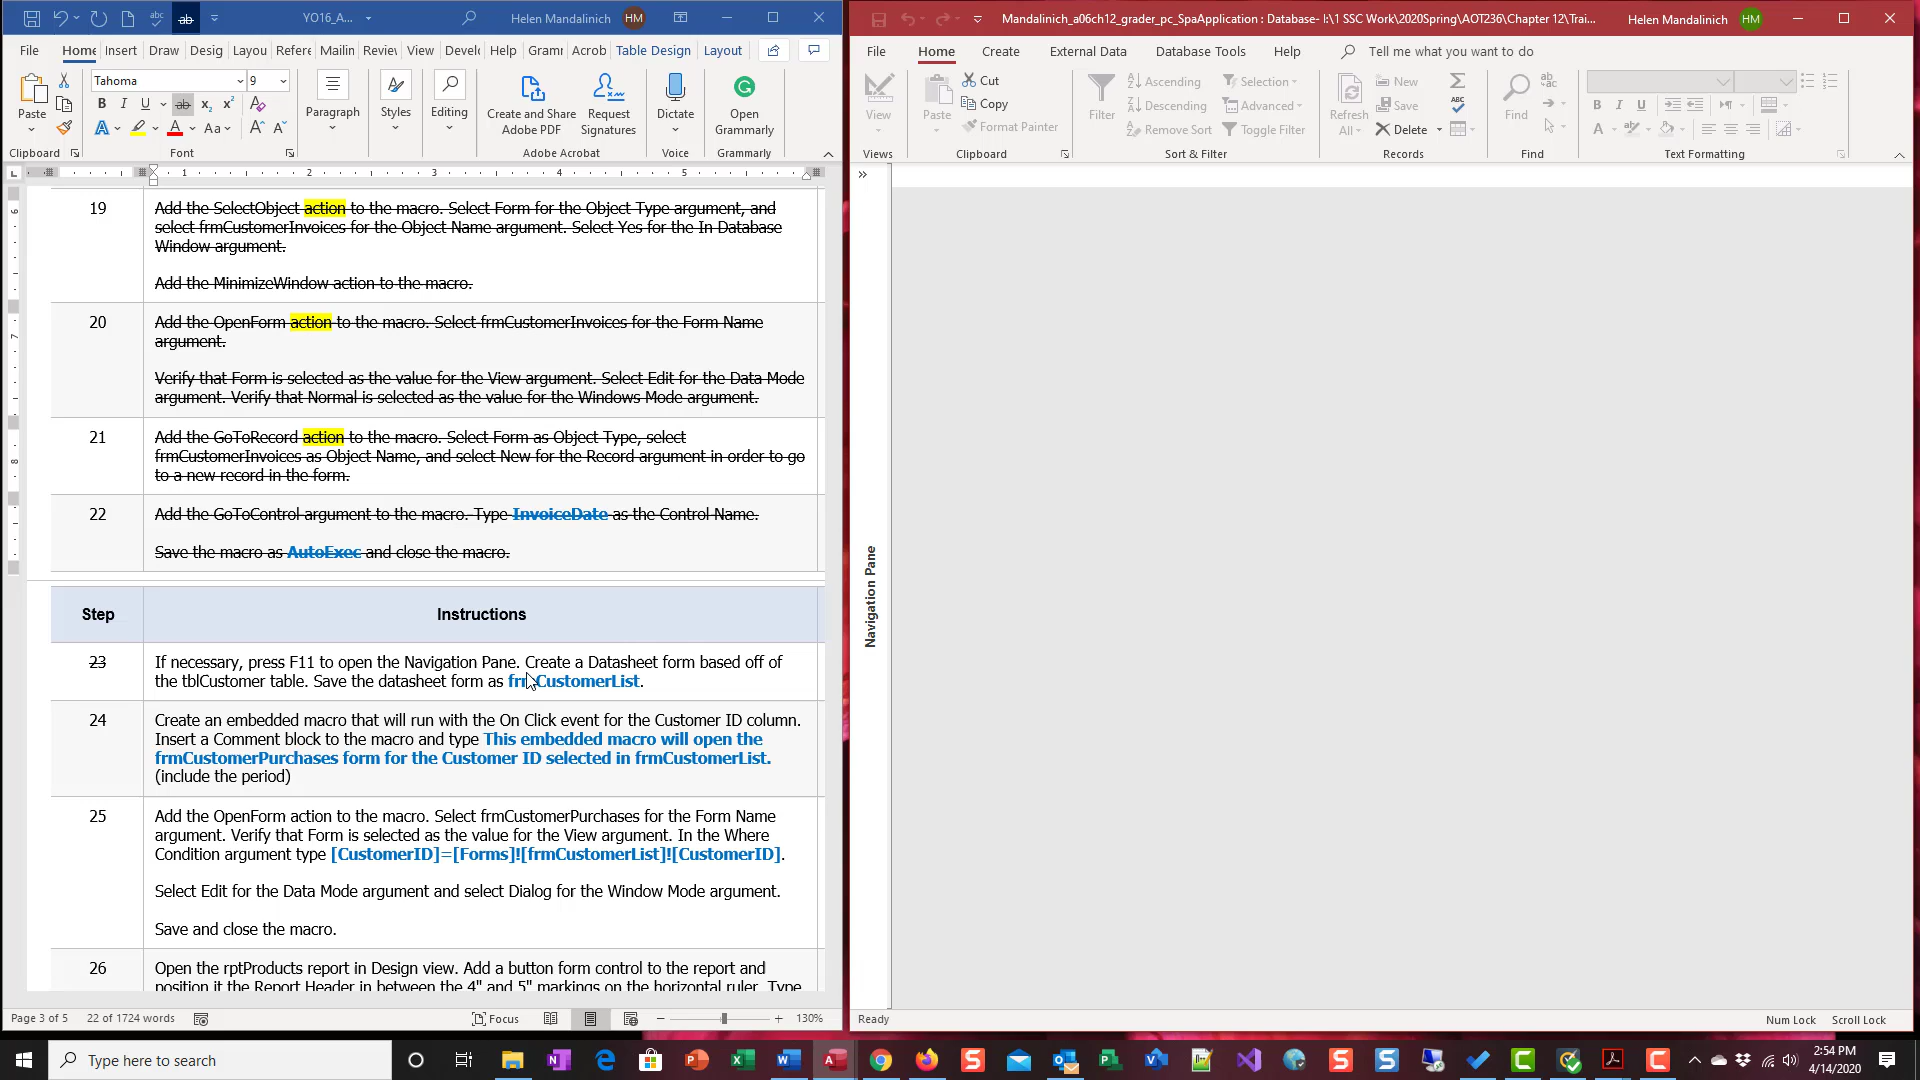 YO16_A...
Helen Mandalinich
HM
File Home Insert Draw Desig Layou Refere Mailin Reviev View Develo Help Gramr Acrob Table Design Layout
Tahoma 9
Paste
Clipboard
Font
Paragraph
Styles
Editing
Create and Share Adobe PDF
Request Signatures
Adobe Acrobat
Dictate
Voice
Open Grammarly
Grammarly
19
Add the SelectObject action to the macro. Select Form for the Object Type argument, and
select frmCustomerInvoices for the Object Name argument. Select Yes for the In Database
Window argument.
Add the MinimizeWindow action to the macro.
20
Add the OpenForm action to the macro. Select frmCustomerInvoices for the Form Name
argument.
Verify that Form is selected as the value for the View argument. Select Edit for the Data Mode
argument. Verify that Normal is selected as the value for the Windows Mode argument.
21
Add the GoToRecord action to the macro. Select Form as Object Type, select
frmCustomerInvoices as Object Name, and select New for the Record argument in order to go
to a new record in the form.
22
Add the GoToControl argument to the macro. Type InvoiceDate as the Control Name.
Save the macro as AutoExec and close the macro.
Step Instructions
23
If necessary, press F11 to open the Navigation Pane. Create a Datasheet form based off of
the tblCustomer table. Save the datasheet form as frmCustomerList.
24
Create an embedded macro that will run with the On Click event for the Customer ID column.
Insert a Comment block to the macro and type This embedded macro will open the
frmCustomerPurchases form for the Customer ID selected in frmCustomerList.
(include the period)
25
Add the OpenForm action to the macro. Select frmCustomerPurchases for the Form Name
argument. Verify that Form is selected as the value for the View argument. In the Where
Condition argument type [CustomerID]=[Forms]![frmCustomerList]![CustomerID].
Select Edit for the Data Mode argument and select Dialog for the Window Mode argument.
Save and close the macro.
26
Open the rptProducts report in Design view. Add a button form control to the report and
position it the Report Header in between the 4" and 5" markings on the horizontal ruler. Type
Page 3 of 5 22 of 1724 words Focus 130%
Mandalinich_a06ch12_grader_pc_SpaApplication : Database- I:\1 SSC Work\2020Spring\AOT236\Chapter 12\Trai...
Helen Mandalinich
HM
File Home Create External Data Database Tools Help Tell me what you want to do
View
Views
Paste
Cut
Copy
Format Painter
Clipboard
Filter
Ascending
Descending
Remove Sort
Selection
Advanced
Toggle Filter
Sort & Filter
Refresh All
New
Save
Delete
Records
Find
Find
Text Formatting
Navigation Pane
Ready
Num Lock Scroll Lock
Type here to search
2:54 PM
4/14/2020